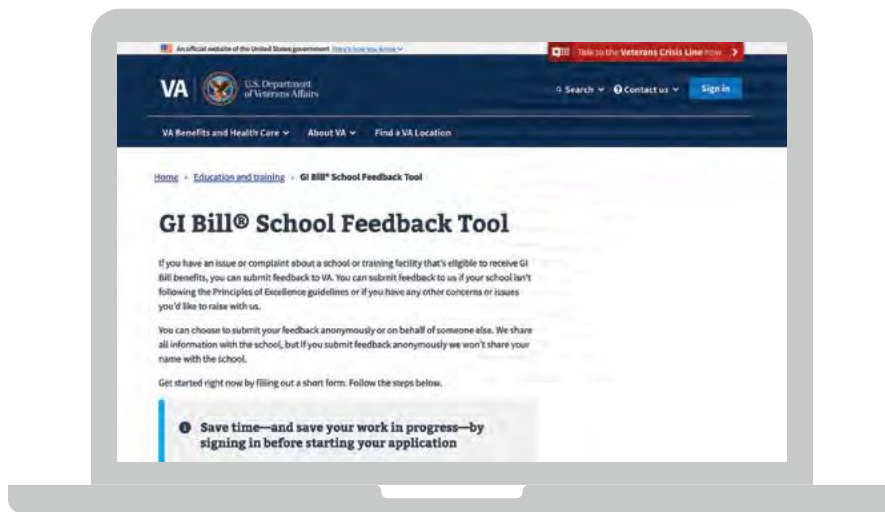 An official website of the United States government Here's how you know
Talk to the Veterans Crisis Line now
VA
U.S. Department
of Veterans Affairs
Search
Contact us
Sign in
VA Benefits and Health Care
About VA
Find a VA Location
Home › Education and training › GI Bill® School Feedback Tool
GI Bill® School Feedback Tool
If you have an issue or complaint about a school or training facility that's eligible to receive GI
Bill benefits, you can submit feedback to VA. You can submit feedback to us if your school isn't
following the Principles of Excellence guidelines or if you have any other concerns or issues
you'd like to raise with us.
You can choose to submit your feedback anonymously or on behalf of someone else. We share
all information with the school, but if you submit feedback anonymously we won't share your
name with the school.
Get started right now by filling out a short form. Follow the steps below.
Save time—and save your work in progress—by
signing in before starting your application